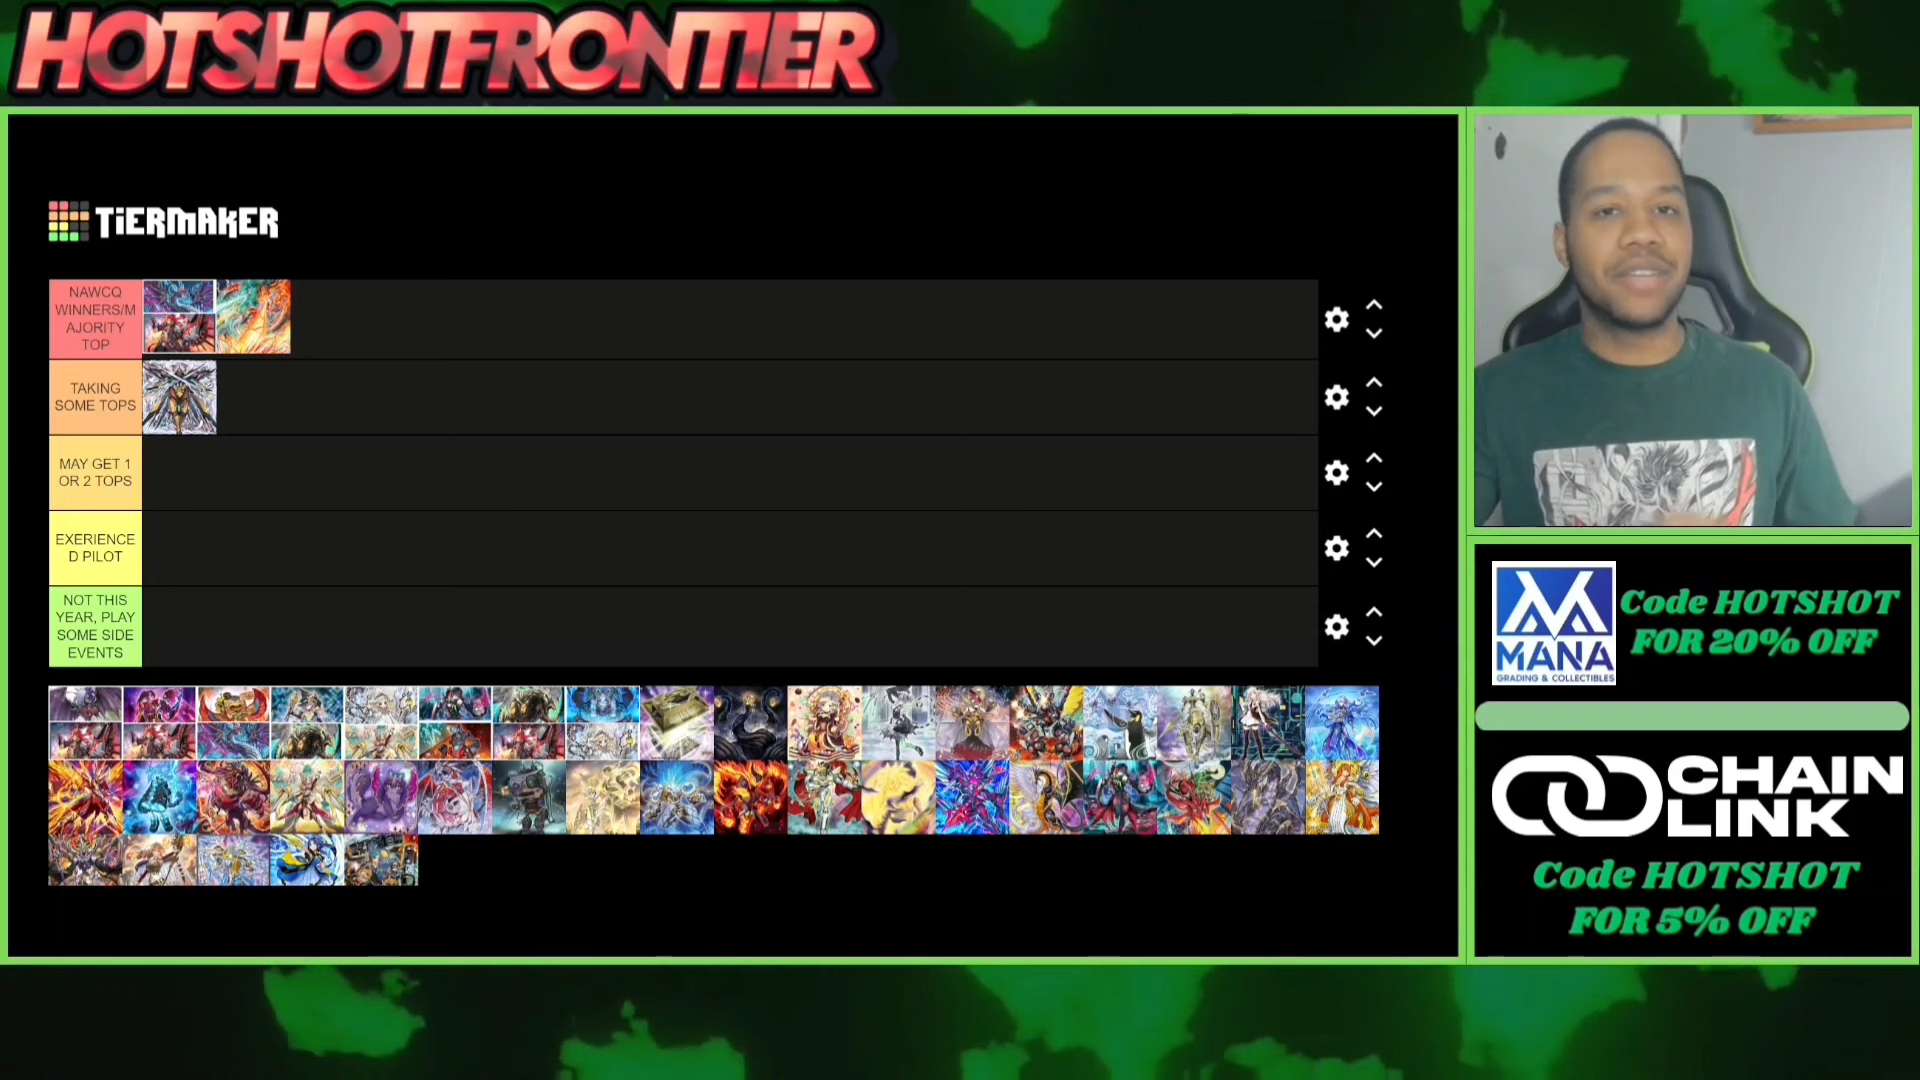 HOTSHOTFRONTIER
TiERMAKER
NAWCQ
WINNERS/M
AJORITY
TOP
TAKING
SOME TOPS
MAY GET 1
OR 2 TOPS
EXERIENCE
D PILOT
NOT THIS
YEAR, PLAY
SOME SIDE
EVENTS
MANA
GRADING & COLLECTIBLES
Code HOTSHOT
FOR 20% OFF
CHAIN
LINK
Code HOTSHOT
FOR 5% OFF